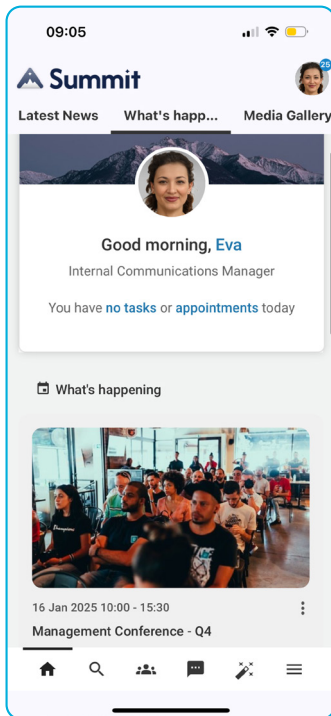 09:05
Summit
25
Latest News What's happ... Media Gallery
Good morning, Eva
Internal Communications Manager
You have no tasks or appointments today
What's happening
16 Jan 2025 10:00 - 15:30
Management Conference - Q4